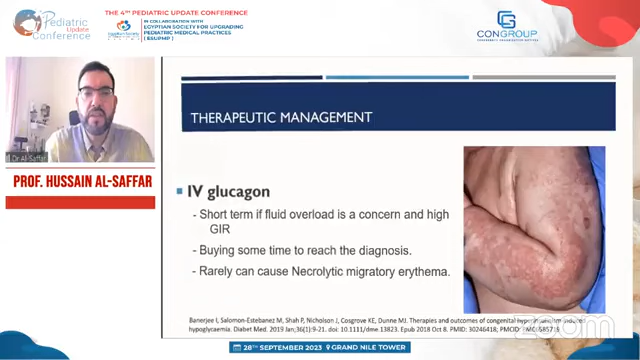 Pediatric
Update
Conference
THE 4TH PEDIATRIC UPDATE CONFERENCE
IN COLLABORATION WITH
EGYPTIAN SOCIETY FOR UPGRADING
PEDIATRIC MEDICAL PRACTICES
( ESUPMP )
CONGROUP
Dr Al-Saffar
PROF. HUSSAIN AL-SAFFAR
THERAPEUTIC MANAGEMENT
IV glucagon
- Short term if fluid overload is a concern and high
GIR
- Buying some time to reach the diagnosis.
- Rarely can cause Necrolytic migratory erythema.
Banerjee I, Salomon-Estebanez M, Shah P, Nicholson J, Cosgrove KE, Dunne MJ. Therapies and outcomes of congenital hyperinsulinism-induced
hypoglycaemia. Diabet Med. 2019 Jan;36(1):9-21. doi: 10.1111/dme.13823. Epub 2018 Oct 8. PMID: 30246418; PMCID:
zoom
28TH SEPTEMBER 2023 GRAND NILE TOWER